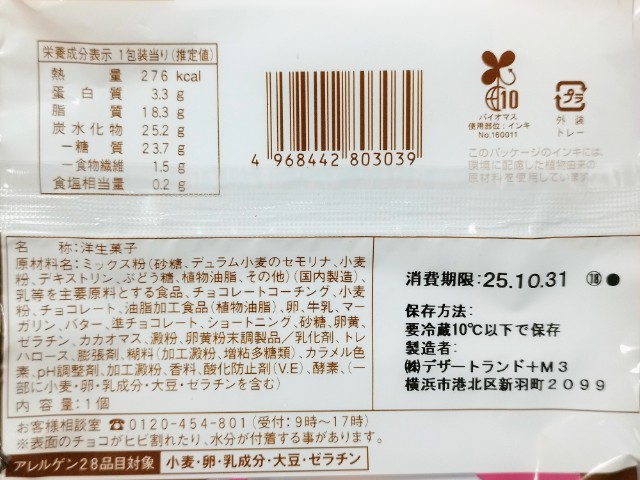 栄養成分表示 1包装当り(推定値)
熱量 276 kcal
蛋白質 3.3 g
脂質 18.3 g
炭水化物 25.2 g
―糖質 23.7 g
―食物繊維 1.5 g
食塩相当量 0.2 g
4 968442 803039
10
バイオマス
使用部位:インキ
No.160011
プラ
外装
トレー
このパッケージのインキには、
環境に配慮した植物由来の
原材料を使用しています。
名称:洋生菓子
原材料名:ミックス粉(砂糖、デュラム小麦のセモリナ、小麦
粉、デキストリン、ぶどう糖、植物油脂、その他)(国内製造)、
乳等を主要原料とする食品、チョコレートコーチング、小麦
粉、チョコレート、油脂加工食品(植物油脂)、卵、牛乳、マー
ガリン、バター、準チョコレート、ショートニング、砂糖、卵黄、
ゼラチン、カカオマス、澱粉、卵黄粉末調製品/乳化剤、トレ
ハロース、膨張剤、糊料(加工澱粉、増粘多糖類)、カラメル色
素、pH調整剤、加工澱粉、香料、酸化防止剤(V.E)、酵素、(一
部に小麦・卵・乳成分・大豆・ゼラチンを含む)
内容量:1個
消費期限:25.10.31 ⑱●
保存方法:
要冷蔵10℃以下で保存
製造者:
㈱デザートランド+M3
横浜市港北区新羽町2099
お客様相談室 ☎0120-454-801(受付:9時~17時)
※表面のチョコがヒビ割れたり、水分が付着する事があります。
アレルゲン28品目対象 小麦・卵・乳成分・大豆・ゼラチン